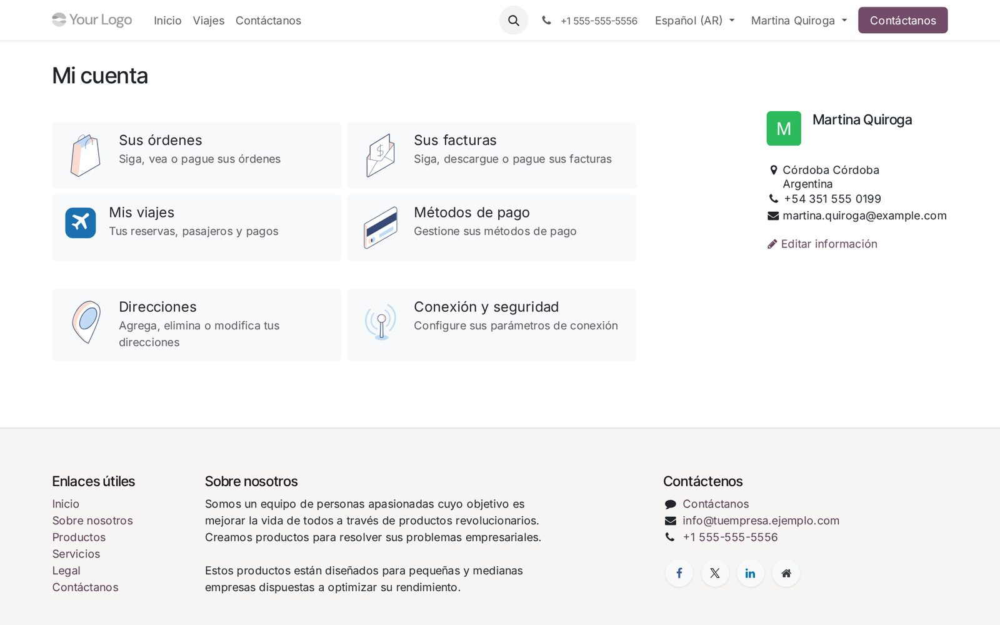 Your Logo
Inicio
Viajes
Contáctanos
+1 555-555-5556
Español (AR)
Martina Quiroga
Contáctanos
Mi cuenta
Sus órdenes
Siga, vea o pague sus órdenes
Sus facturas
$
Siga, descargue o pague sus facturas
Mis viajes
Tus reservas, pasajeros y pagos
Métodos de pago
Gestione sus métodos de pago
Direcciones
Agrega, elimina o modifica tus
direcciones
Conexión y seguridad
Configure sus parámetros de conexión
M
Martina Quiroga
Córdoba Córdoba
Argentina
+54 351 555 0199
martina.quiroga@example.com
Editar información
Enlaces útiles
Inicio
Sobre nosotros
Productos
Servicios
Legal
Contáctanos
Sobre nosotros
Somos un equipo de personas apasionadas cuyo objetivo es
mejorar la vida de todos a través de productos revolucionarios.
Creamos productos para resolver sus problemas empresariales.
Estos productos están diseñados para pequeñas y medianas
empresas dispuestas a optimizar su rendimiento.
Contáctenos
Contáctanos
info@tuempresa.ejemplo.com
+1 555-555-5556